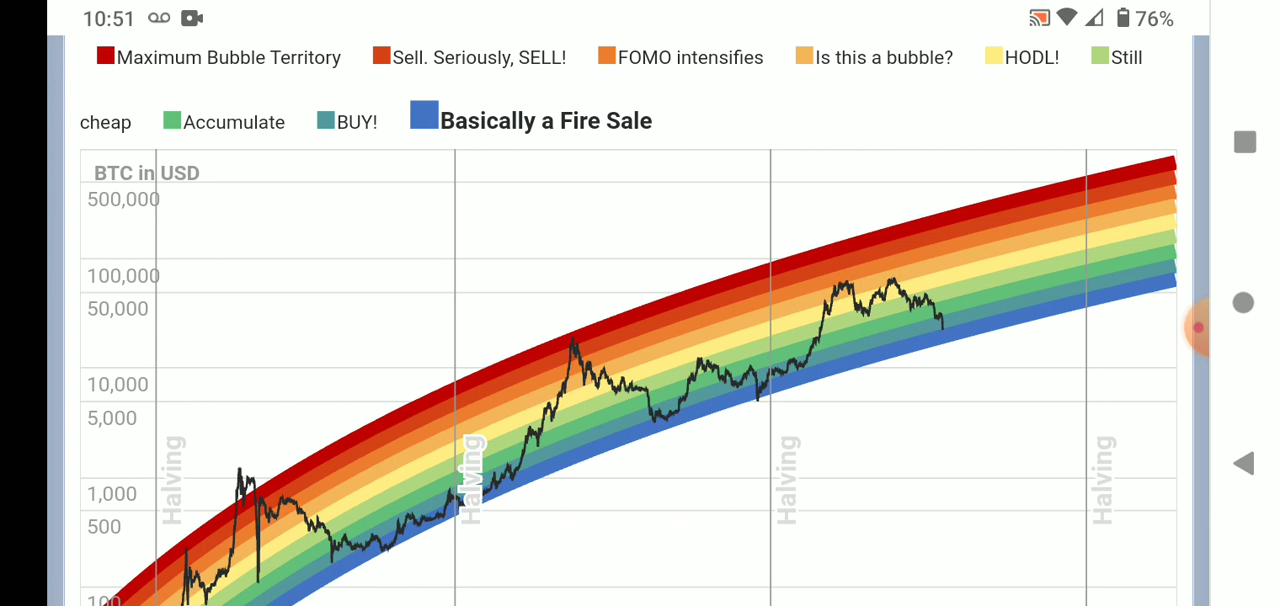 10:51 76%
Maximum Bubble Territory Sell. Seriously, SELL! FOMO intensifies Is this a bubble? HODL! Still
cheap Accumulate BUY! Basically a Fire Sale
BTC in USD
500,000
100,000
50,000
10,000
5,000
Halving Halving Halving Halving
1,000
500
100